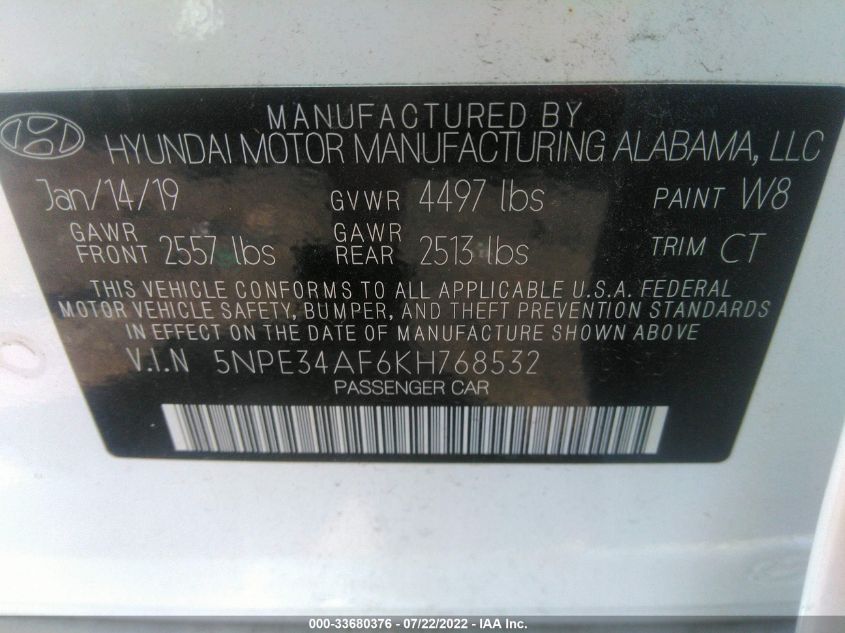 MANUFACTURED BY
HYUNDAI MOTOR MANUFACTURING ALABAMA, LLC
Jan/14/19 GVWR 4497 lbs PAINT W8
GAWR FRONT 2557 lbs GAWR REAR 2513 lbs TRIM CT
THIS VEHICLE CONFORMS TO ALL APPLICABLE U.S.A. FEDERAL
MOTOR VEHICLE SAFETY, BUMPER, AND THEFT PREVENTION STANDARDS
IN EFFECT ON THE DATE OF MANUFACTURE SHOWN ABOVE
V.I.N 5NPE34AF6KH768532
PASSENGER CAR
000-33680376 - 07/22/2022 - IAA Inc.